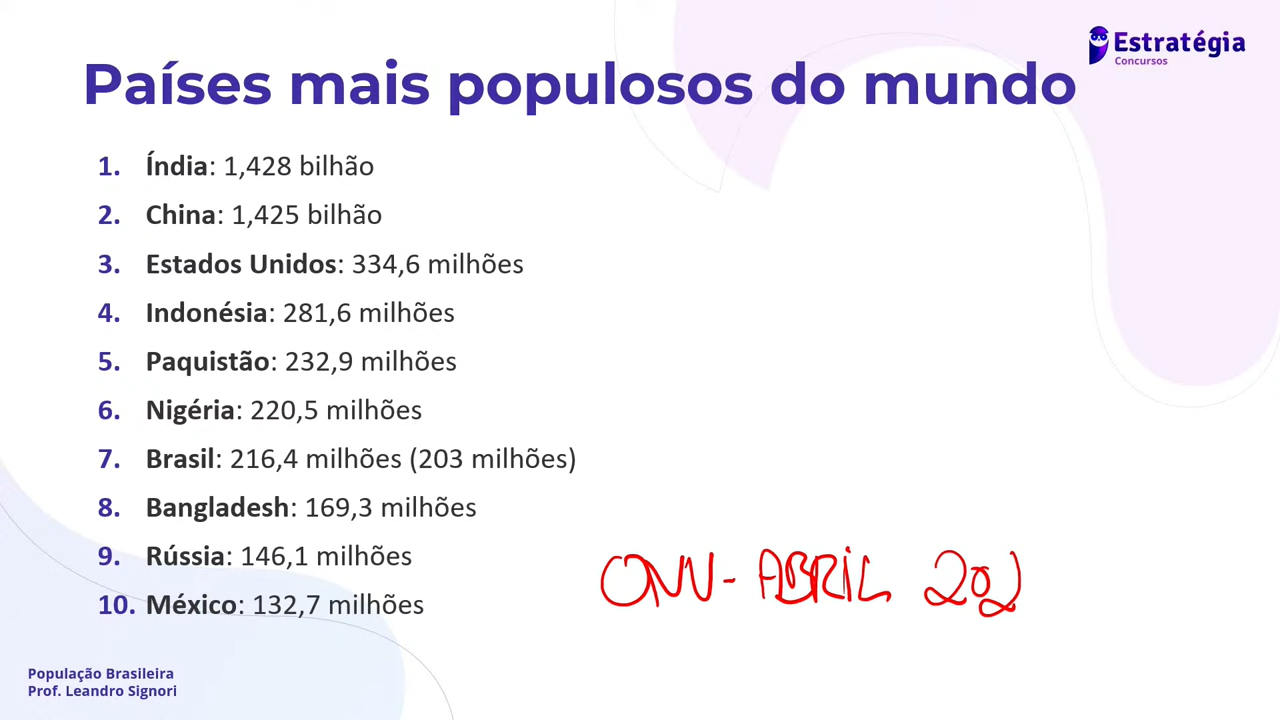 Estratégia
Concursos
Países mais populosos do mundo
1. Índia: 1,428 bilhão
2. China: 1,425 bilhão
3. Estados Unidos: 334,6 milhões
4. Indonésia: 281,6 milhões
5. Paquistão: 232,9 milhões
6. Nigéria: 220,5 milhões
7. Brasil: 216,4 milhões (203 milhões)
8. Bangladesh: 169,3 milhões
9. Rússia: 146,1 milhões
10. México: 132,7 milhões
ONU - ABRIL 202
População Brasileira
Prof. Leandro Signori